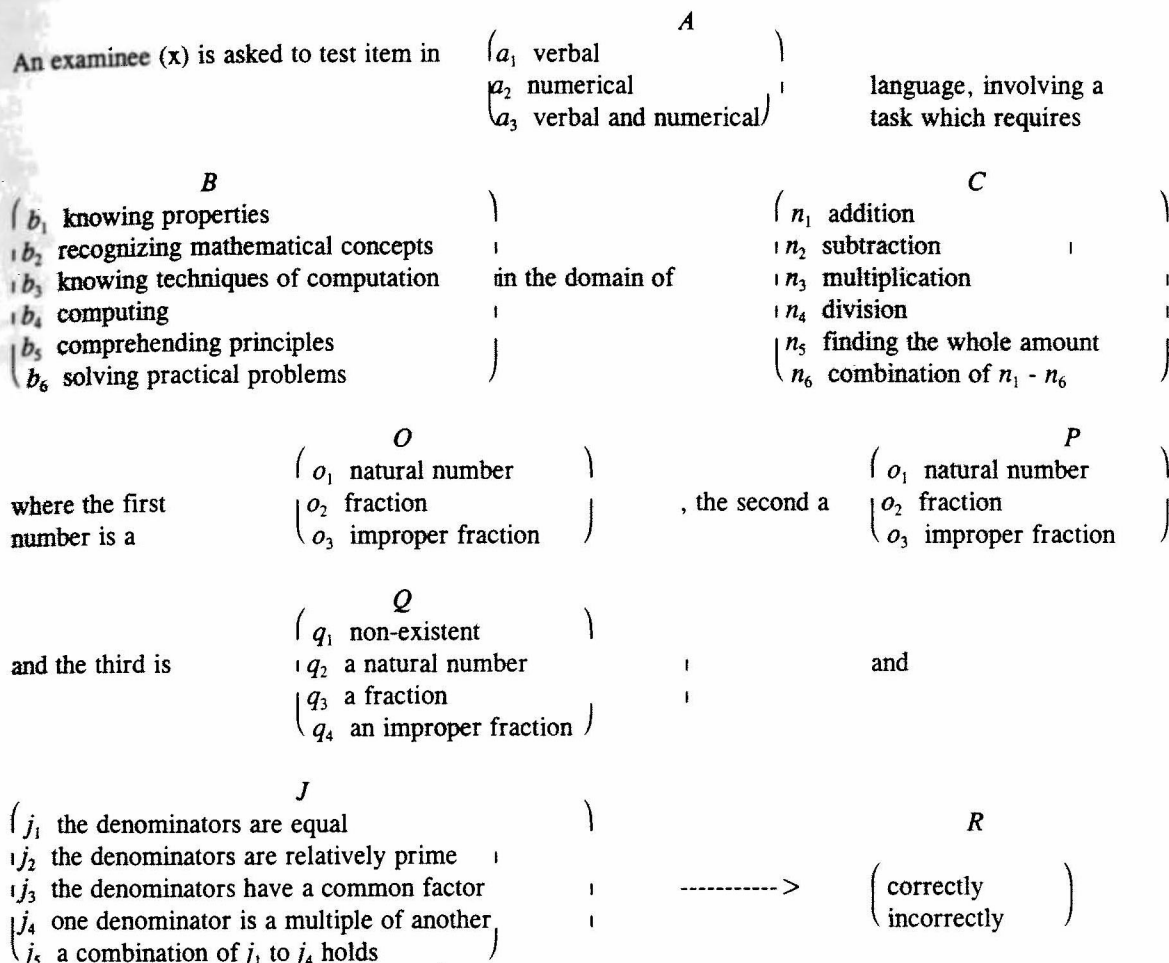 A
An examinee (x) is asked to test item in
a₁ verbal
a₂ numerical
a₃ verbal and numerical
language, involving a
task which requires
B
b₁ knowing properties
b₂ recognizing mathematical concepts
b₃ knowing techniques of computation
b₄ computing
b₅ comprehending principles
b₆ solving practical problems
in the domain of
C
n₁ addition
n₂ subtraction
n₃ multiplication
n₄ division
n₅ finding the whole amount
n₆ combination of n₁ - n₆
where the first
number is a
O
o₁ natural number
o₂ fraction
o₃ improper fraction
, the second a
P
o₁ natural number
o₂ fraction
o₃ improper fraction
and the third is
Q
q₁ non-existent
q₂ a natural number
q₃ a fraction
q₄ an improper fraction
and
J
j₁ the denominators are equal
j₂ the denominators are relatively prime
j₃ the denominators have a common factor
j₄ one denominator is a multiple of another
j₅ a combination of j₁ to j₄ holds
----------->
R
correctly
incorrectly